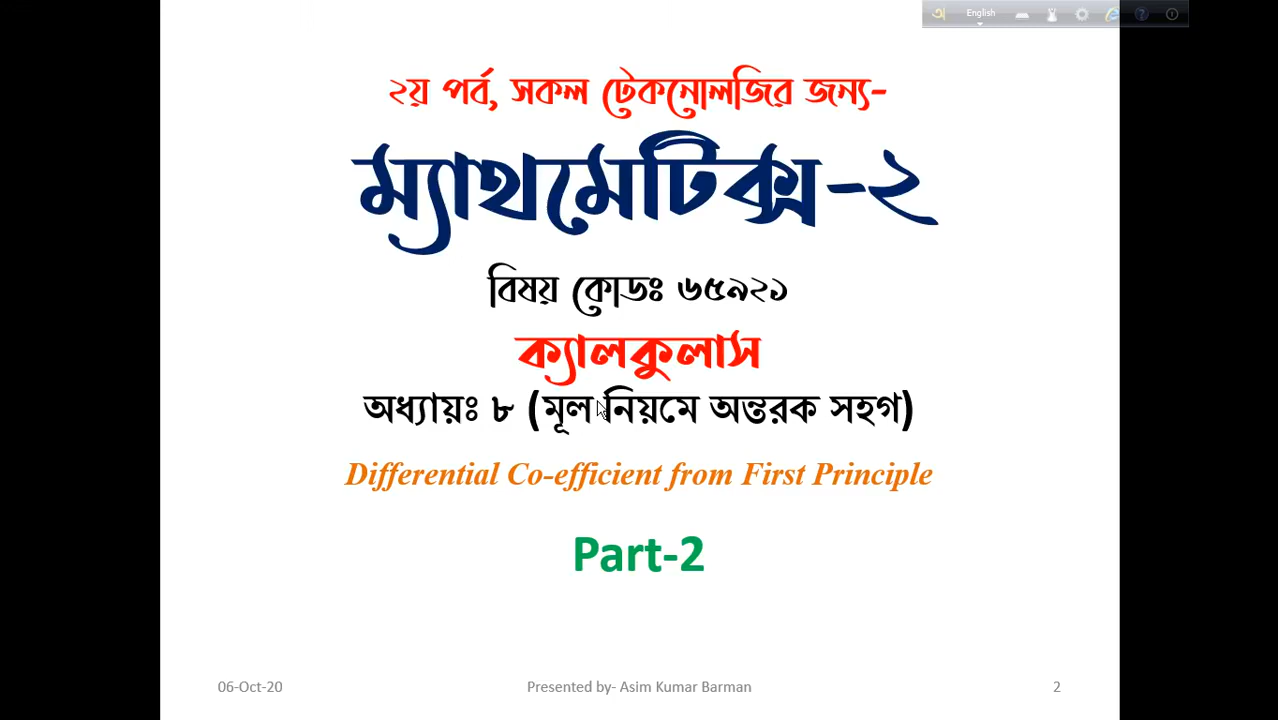 English
২য় পর্ব, সকল টেকনোলজির জন্য-
ম্যাথমেটিক্স-২
বিষয় কোডঃ ৬৫৯২১
ক্যালকুলাস
অধ্যায়ঃ ৮ (মূল নিয়মে অন্তরক সহগ)
Differential Co-efficient from First Principle
Part-2
06-Oct-20 Presented by- Asim Kumar Barman 2